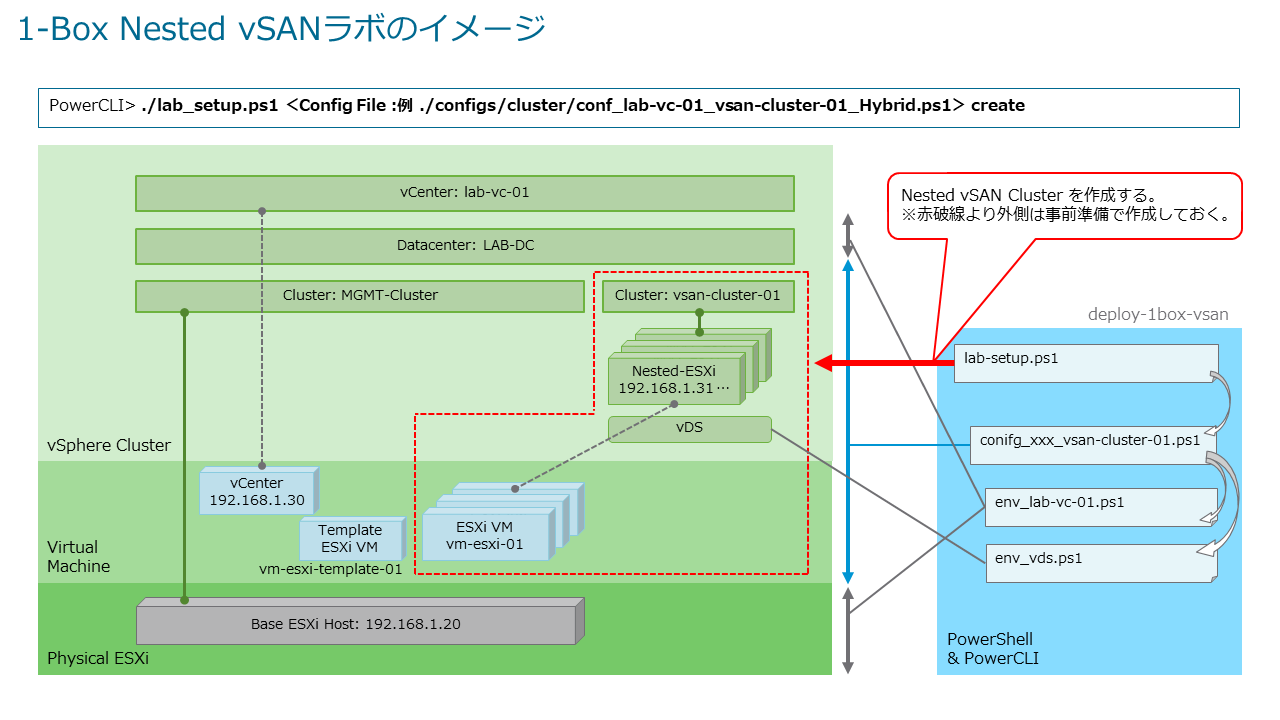 1-Box Nested vSANラボのイメージ
PowerCLI> ./lab_setup.ps1 ＜Config File :例 ./configs/cluster/conf_lab-vc-01_vsan-cluster-01_Hybrid.ps1＞ create
vCenter: lab-vc-01
Datacenter: LAB-DC
Cluster: MGMT-Cluster
Cluster: vsan-cluster-01
Nested-ESXi
192.168.1.31…
vDS
vSphere Cluster
vCenter
192.168.1.30
Template
ESXi VM
vm-esxi-template-01
ESXi VM
vm-esxi-01
Virtual
Machine
Base ESXi Host: 192.168.1.20
Physical ESXi
Nested vSAN Cluster を作成する。
※赤破線より外側は事前準備で作成しておく。
deploy-1box-vsan
lab-setup.ps1
conifg_xxx_vsan-cluster-01.ps1
env_lab-vc-01.ps1
env_vds.ps1
PowerShell
& PowerCLI